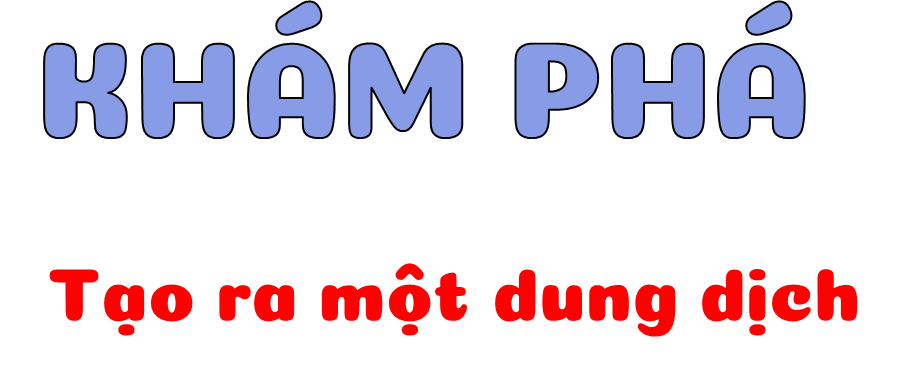 KHÁM PHÁ
Tạo ra một dung dịch